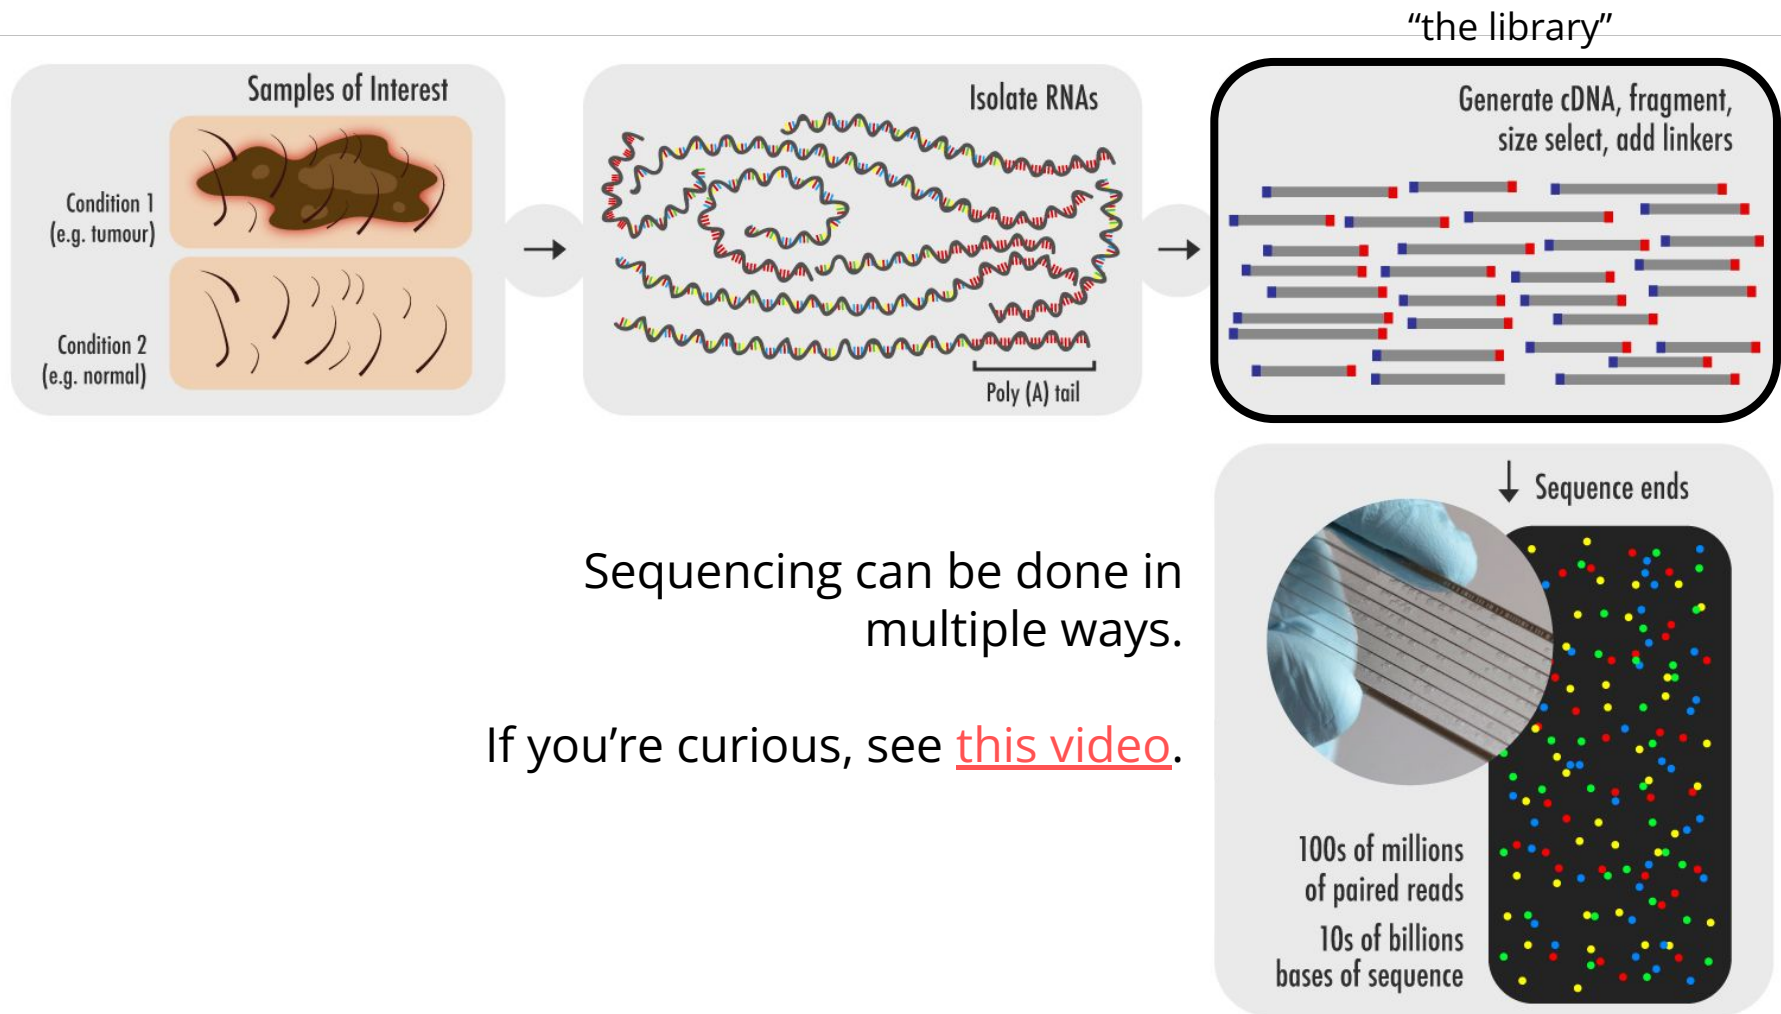 “the library”
Samples of Interest
Condition 1
(e.g. tumour)
Condition 2
(e.g. normal)
Isolate RNAs
Poly (A) tail
Generate cDNA, fragment,
size select, add linkers
Sequence ends
100s of millions
of paired reads
10s of billions
bases of sequence
Sequencing can be done in
multiple ways.
If you’re curious, see this video.